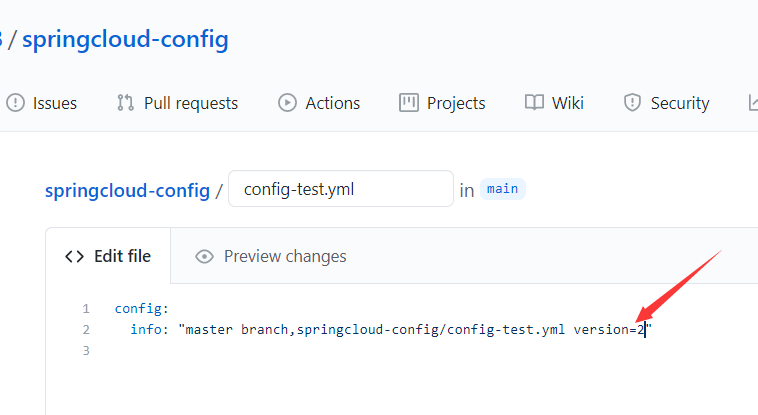 / springcloud-config
Issues Pull requests Actions Projects Wiki Security
springcloud-config / config-test.yml in main
<> Edit file Preview changes
1 config:
2 info: "master branch,springcloud-config/config-test.yml version=2"
3